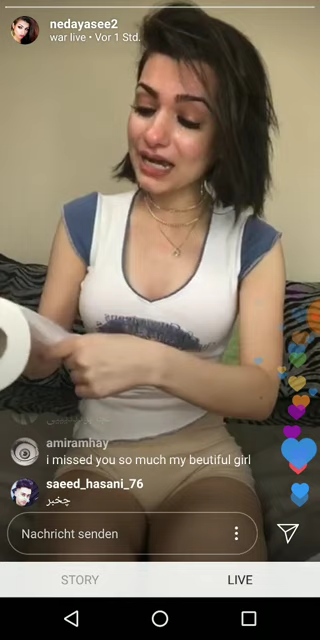 nedayasee2
war live • Vor 1 Std.
amiramhay
i missed you so much my beutiful girl
saeed_hasani_76
چخبر
Nachricht senden
STORY
LIVE